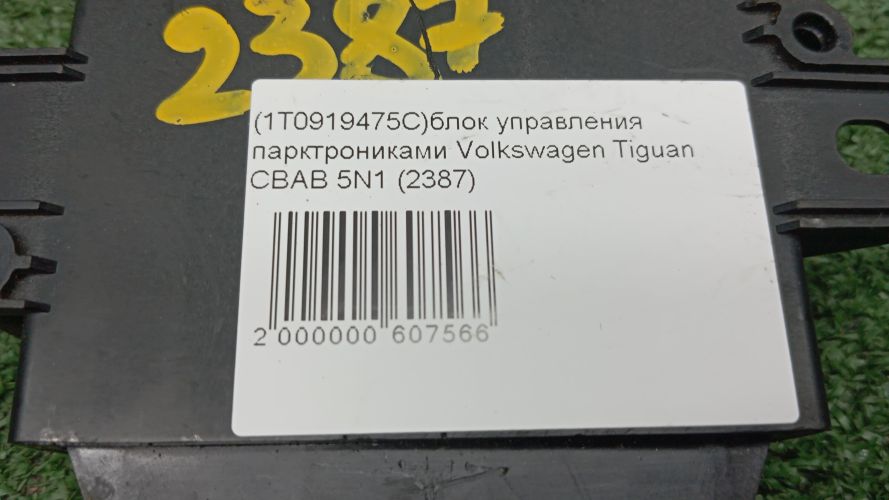 2387
(1T0919475C)блок управления
парктрониками Volkswagen Tiguan
CBAB 5N1 (2387)
2 000000 607566